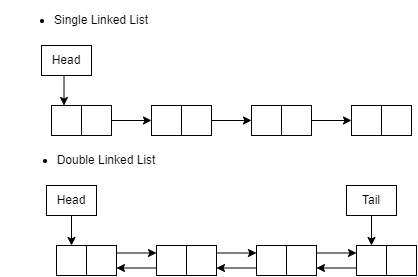 Single Linked List
Head
Double Linked List
Head Tail